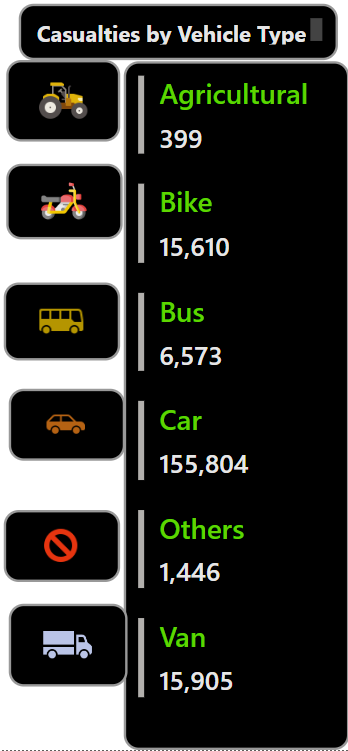 Casualties by Vehicle Type
Agricultural
399
Bike
15,610
Bus
6,573
Car
155,804
Others
1,446
Van
15,905